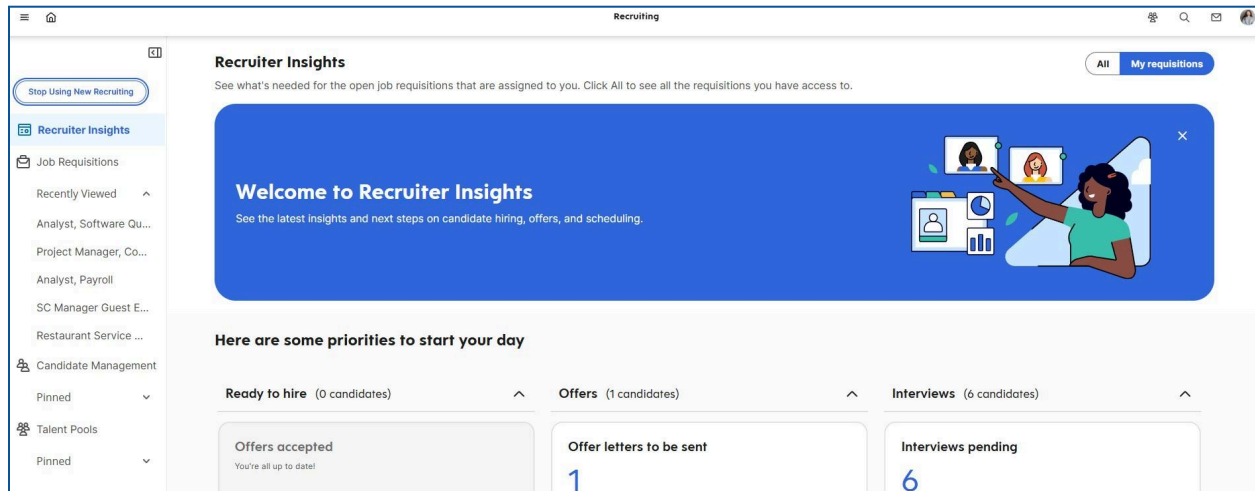 Recruiting
Stop Using New Recruiting
Recruiter Insights
Job Requisitions
Recently Viewed
Analyst, Software Qu...
Project Manager, Co...
Analyst, Payroll
SC Manager Guest E...
Restaurant Service ...
Candidate Management
Pinned
Talent Pools
Pinned
Recruiter Insights
All My requisitions
See what's needed for the open job requisitions that are assigned to you. Click All to see all the requisitions you have access to.
Welcome to Recruiter Insights
See the latest insights and next steps on candidate hiring, offers, and scheduling.
Here are some priorities to start your day
Ready to hire (0 candidates)
Offers accepted
You're all up to date!
Offers (1 candidates)
Offer letters to be sent
1
Interviews (6 candidates)
Interviews pending
6